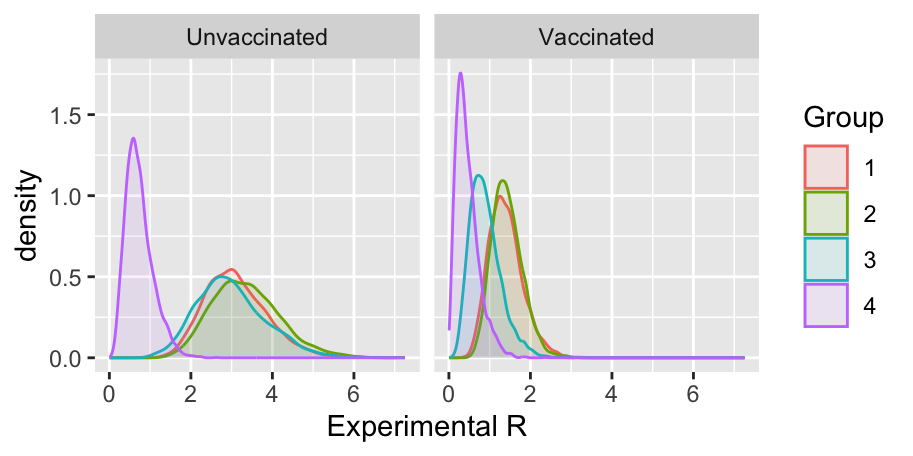 Unvaccinated Vaccinated
density
1.5
1.0
0.5
0.0
0 2 4 6 0 2 4 6
Experimental R
Group
1
2
3
4